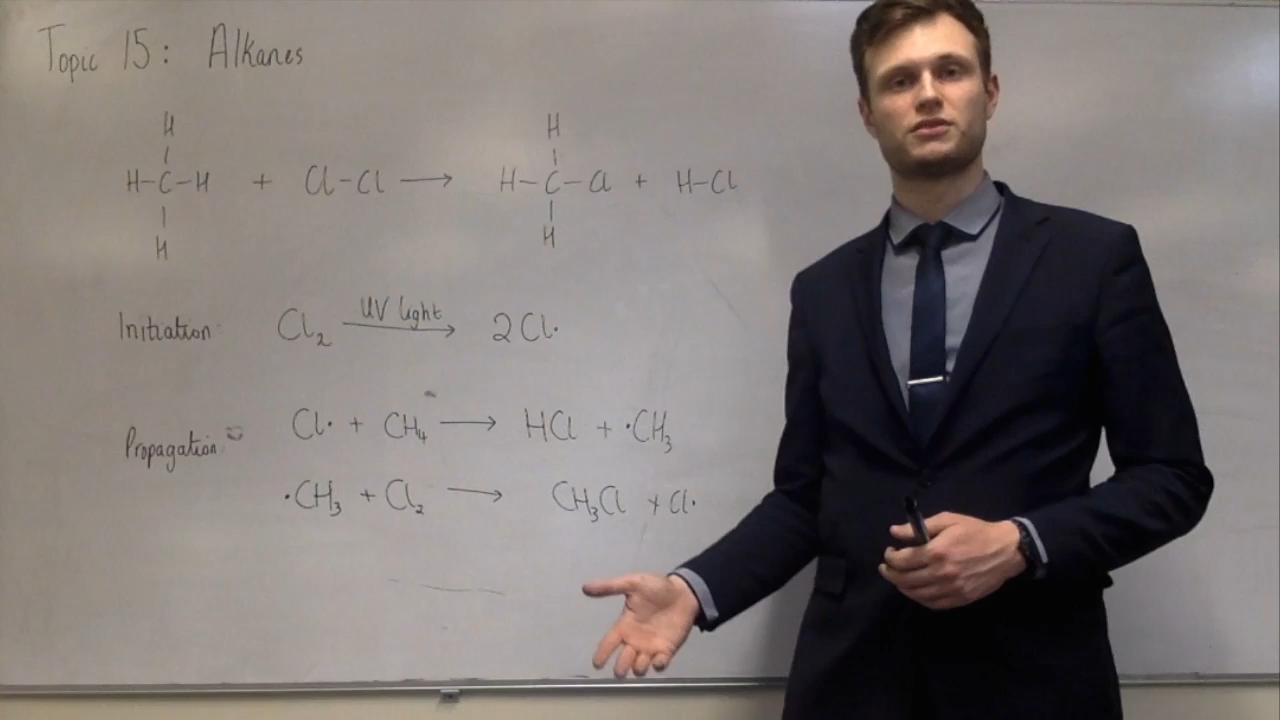 Topic 15: Alkanes
H H
H-C-H + Cl-Cl → H-C-Cl + H-Cl
H H
Initiation: Cl₂ UV light → 2Cl·
Propagation: Cl· + CH₄ → HCl + ·CH₃
·CH₃ + Cl₂ → CH₃Cl + Cl·